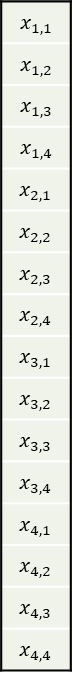 x₁,₁
x₁,₂
x₁,₃
x₁,₄
x₂,₁
x₂,₂
x₂,₃
x₂,₄
x₃,₁
x₃,₂
x₃,₃
x₃,₄
x₄,₁
x₄,₂
x₄,₃
x₄,₄